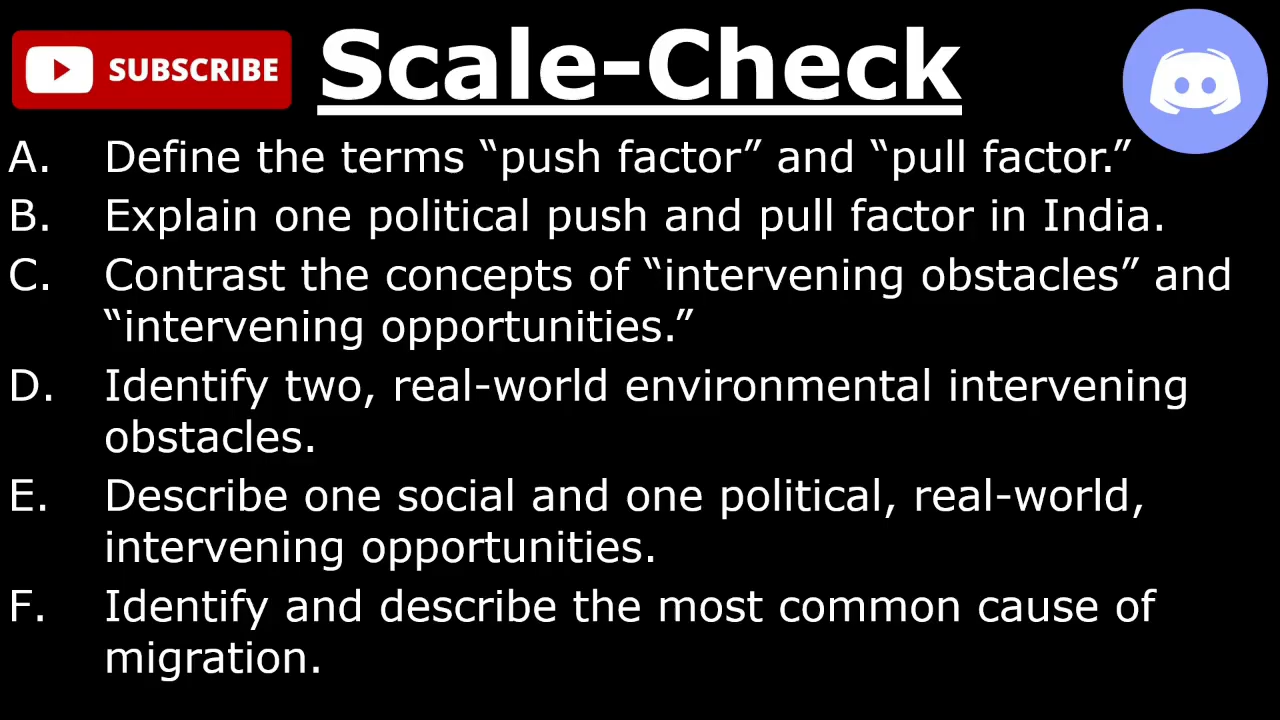 SUBSCRIBE
Scale-Check
A. Define the terms “push factor” and “pull factor.”
B. Explain one political push and pull factor in India.
C. Contrast the concepts of “intervening obstacles” and
“intervening opportunities.”
D. Identify two, real-world environmental intervening
obstacles.
E. Describe one social and one political, real-world,
intervening opportunities.
F. Identify and describe the most common cause of
migration.